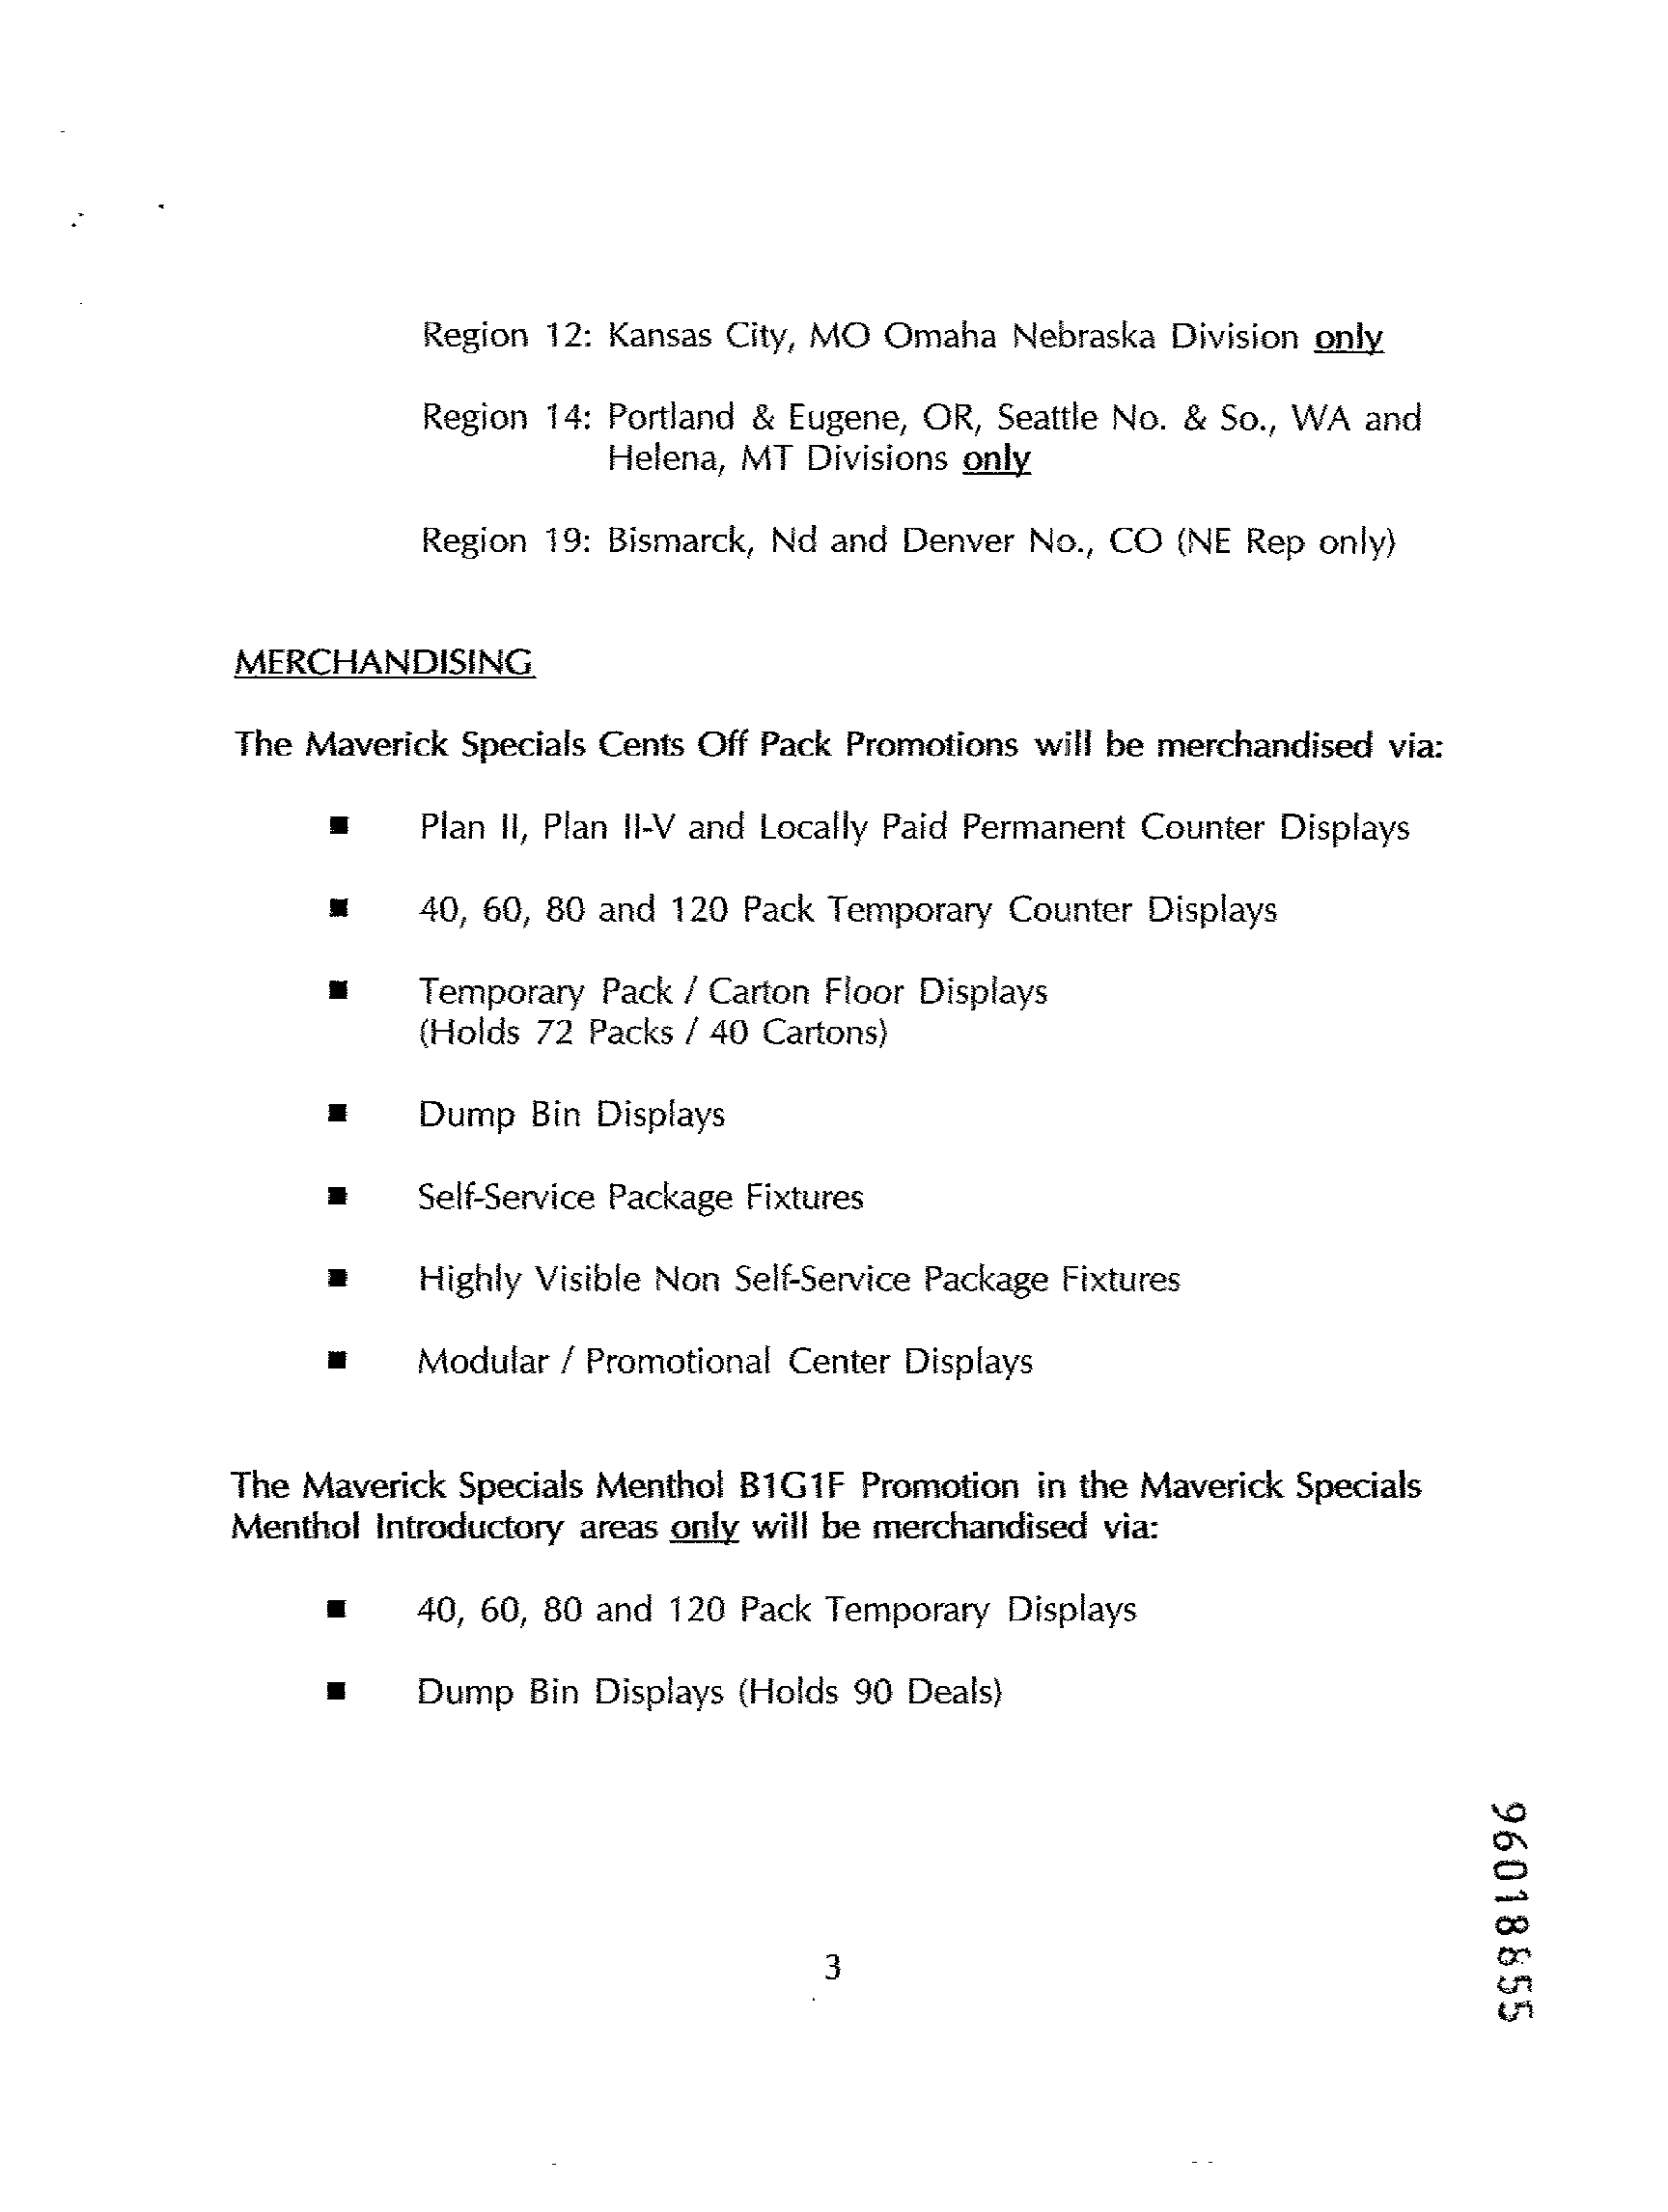 Region 12: Kansas City, MO Omaha Nebraska Division only
Region 14: Portland & Eugene, OR, Seattle No. & So., WA and
Helena, MT Divisions only
Region 19: Bismarck, Nd and Denver No., CO (NE Rep only)
MERCHANDISING
The Maverick Specials Cents Off Pack Promotions will be merchandised via:
■ Plan II, Plan II-V and Locally Paid Permanent Counter Displays
■ 40, 60, 80 and 120 Pack Temporary Counter Displays
■ Temporary Pack / Carton Floor Displays
(Holds 72 Packs / 40 Cartons)
■ Dump Bin Displays
■ Self-Service Package Fixtures
■ Highly Visible Non Self-Service Package Fixtures
■ Modular / Promotional Center Displays
The Maverick Specials Menthol B1G1F Promotion in the Maverick Specials
Menthol Introductory areas only will be merchandised via:
■ 40, 60, 80 and 120 Pack Temporary Displays
■ Dump Bin Displays (Holds 90 Deals)
3
96018855